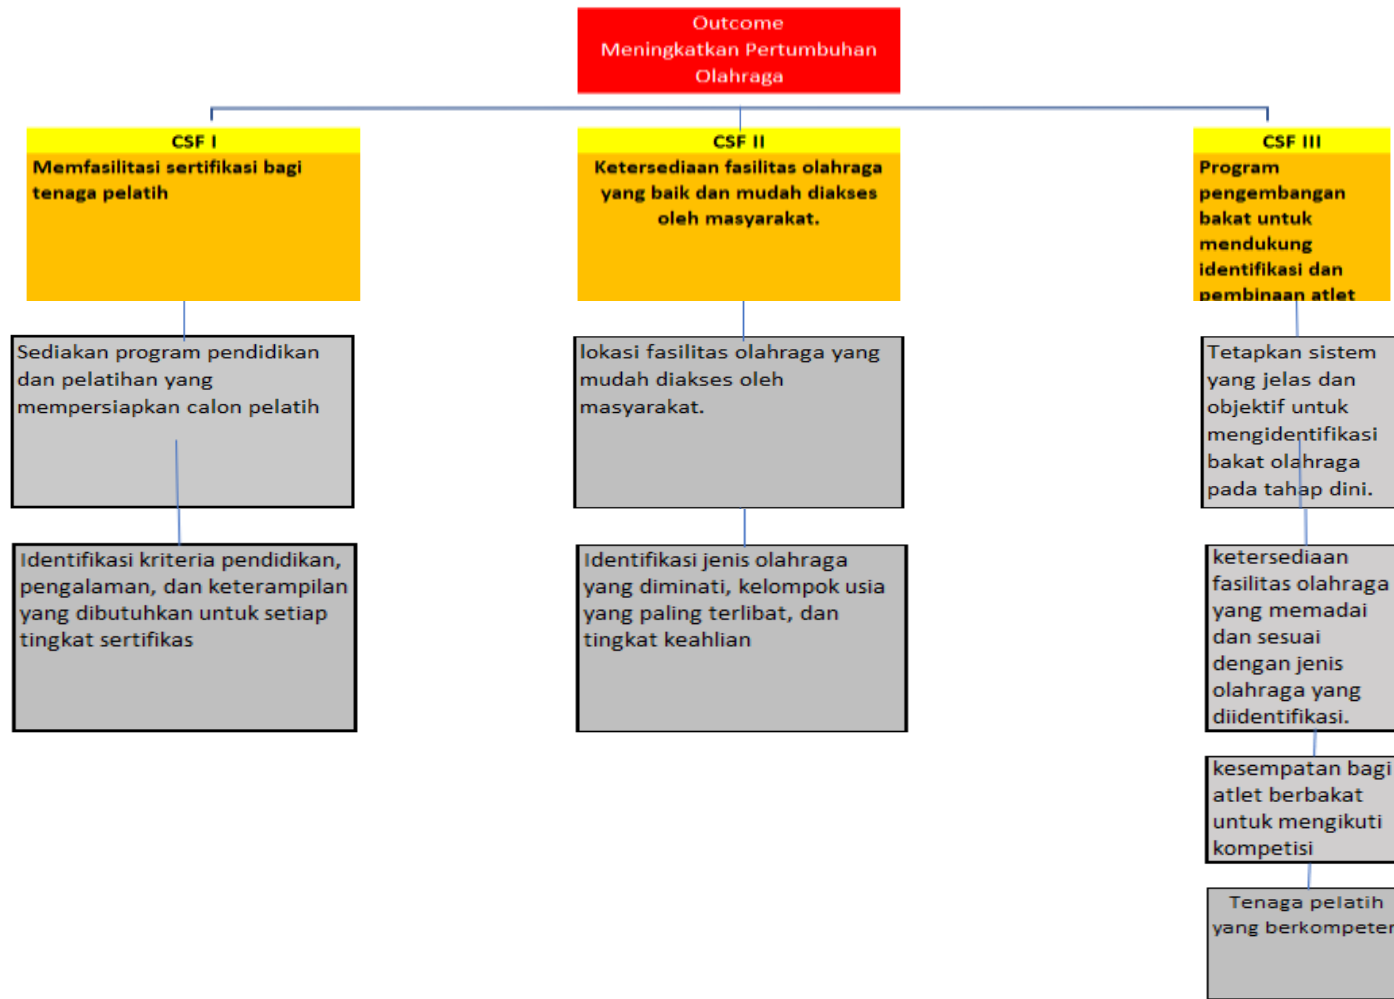 Outcome
Meningkatkan Pertumbuhan
Olahraga
CSF I
Memfasilitasi sertifikasi bagi
tenaga pelatih
Sediakan program pendidikan
dan pelatihan yang
mempersiapkan calon pelatih
Identifikasi kriteria pendidikan,
pengalaman, dan keterampilan
yang dibutuhkan untuk setiap
tingkat sertifikas
CSF II
Ketersediaan fasilitas olahraga
yang baik dan mudah diakses
oleh masyarakat.
lokasi fasilitas olahraga yang
mudah diakses oleh
masyarakat.
Identifikasi jenis olahraga
yang diminati, kelompok usia
yang paling terlibat, dan
tingkat keahlian
CSF III
Program
pengembangan
bakat untuk
mendukung
identifikasi dan
pembinaan atlet
Tetapkan sistem
yang jelas dan
objektif untuk
mengidentifikasi
bakat olahraga
pada tahap dini.
ketersediaan
fasilitas olahraga
yang memadai
dan sesuai
dengan jenis
olahraga yang
diidentifikasi.
kesempatan bagi
atlet berbakat
untuk mengikuti
kompetisi
Tenaga pelatih
yang berkompeten